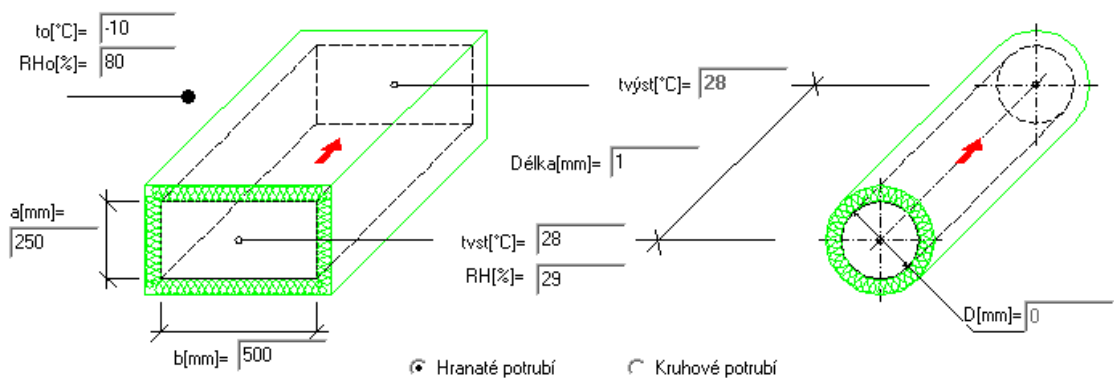 to[°C]= -10
RHo[%]= 80
tvýst[°C]= 28
Délka[mm]= 1
a[mm]=
250
tvst[°C]= 28
RH[%]= 29
D[mm]= 0
b[mm]= 500
Hranaté potrubí Kruhové potrubí